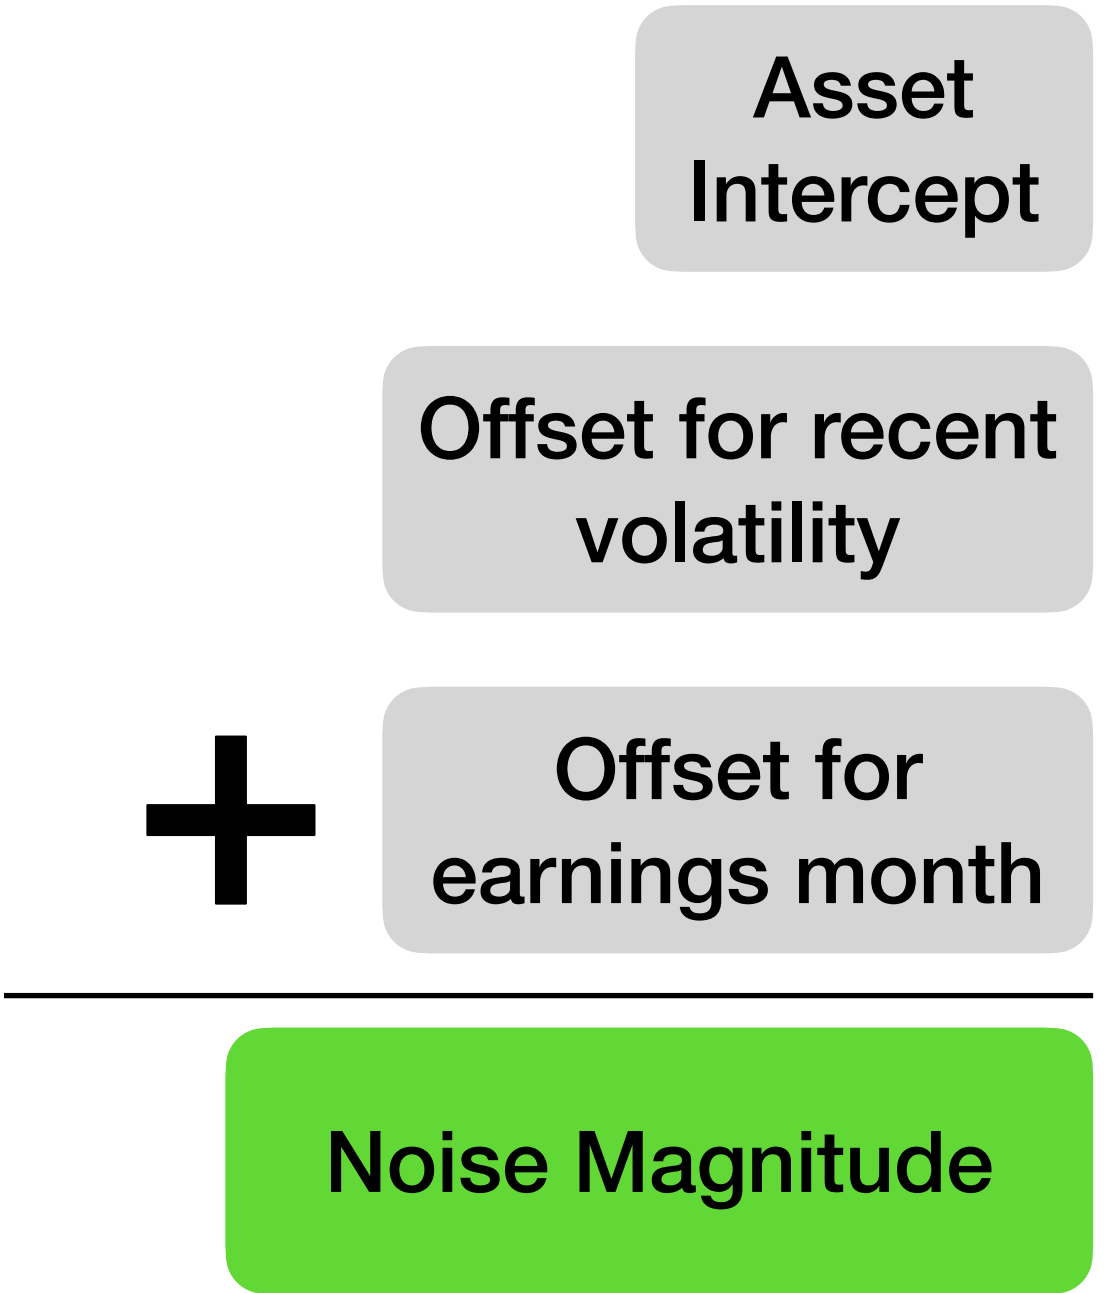 Asset
Intercept
Offset for recent
volatility
+
Offset for
earnings month
Noise Magnitude